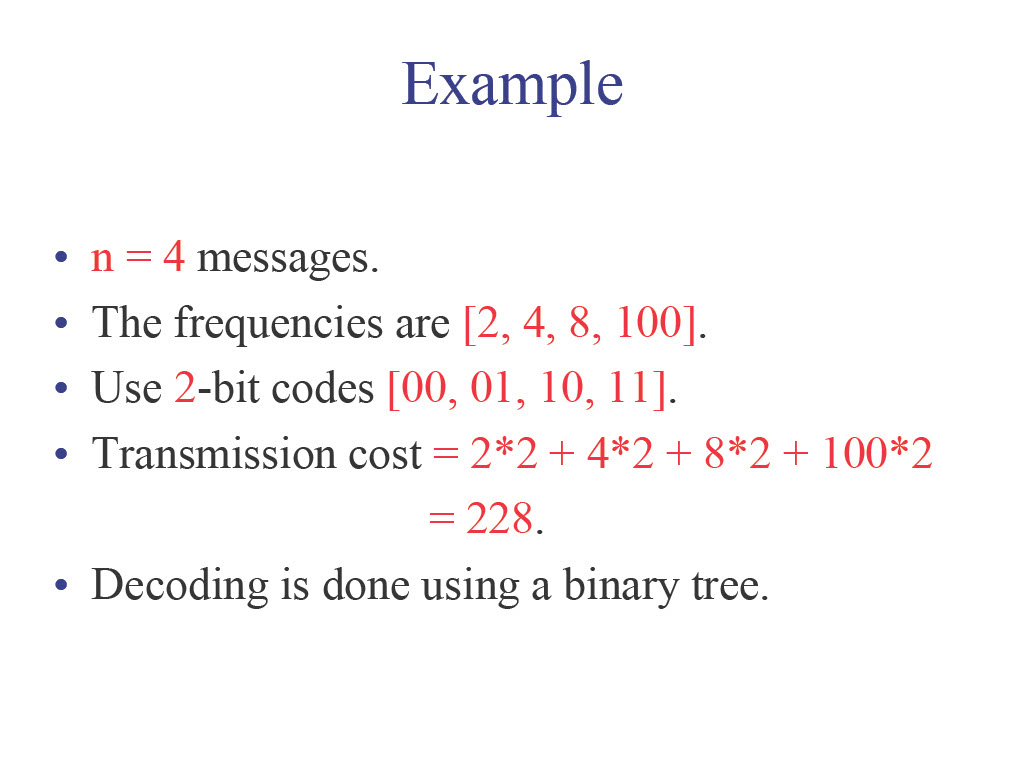 Example
• n = 4 messages.
• The frequencies are [2, 4, 8, 100].
• Use 2-bit codes [00, 01, 10, 11].
• Transmission cost = 2*2 + 4*2 + 8*2 + 100*2
= 228.
• Decoding is done using a binary tree.